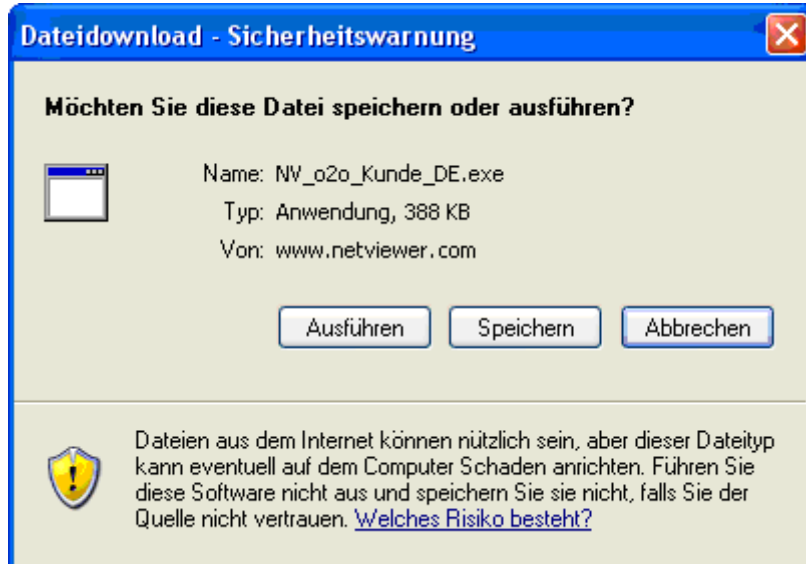 Dateidownload - Sicherheitswarnung
Möchten Sie diese Datei speichern oder ausführen?
Name: NV_o2o_Kunde_DE.exe
Typ: Anwendung, 388 KB
Von: www.netviewer.com
Ausführen Speichern Abbrechen
Dateien aus dem Internet können nützlich sein, aber dieser Dateityp
kann eventuell auf dem Computer Schaden anrichten. Führen Sie
diese Software nicht aus und speichern Sie sie nicht, falls Sie der
Quelle nicht vertrauen. Welches Risiko besteht?